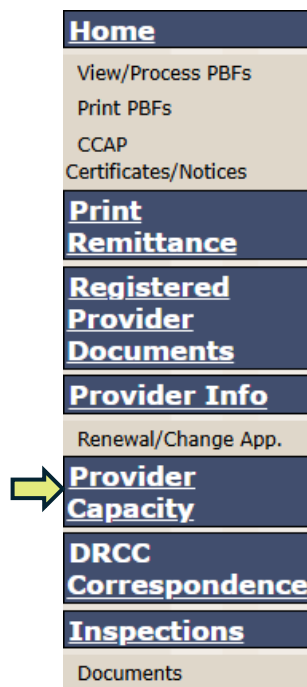 Home
View/Process PBFs
Print PBFs
CCAP
Certificates/Notices
Print
Remittance
Registered
Provider
Documents
Provider Info
Renewal/Change App.
Provider
Capacity
DRCC
Correspondence
Inspections
Documents